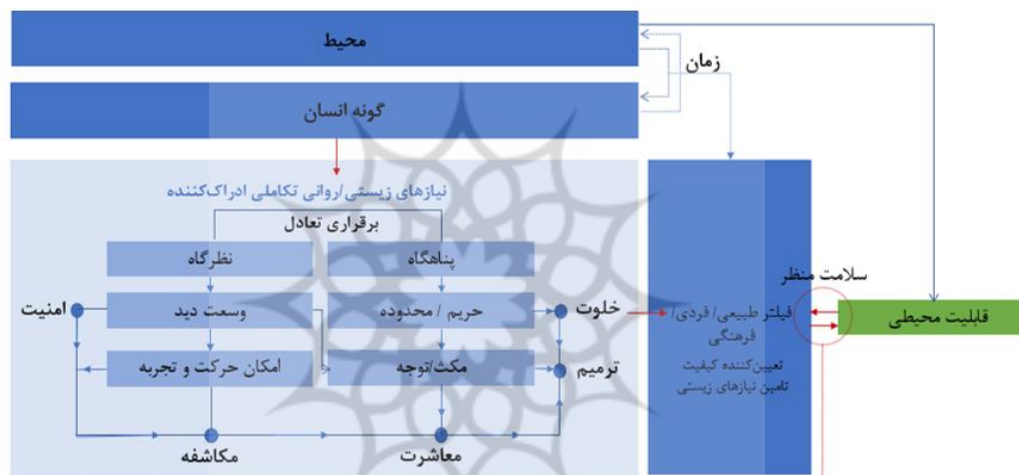 محیط
زمان
گونه انسان
نیازهای زیستی/روانی تکاملی ادراک‌کننده
برقراری تعادل
پناهگاه
نظرگاه
سلامت منظر
خلوت
حریم / محدوده
وسعت دید
امنیت
فیلتر طبیعی/ فردی/
فرهنگی
قابلیت محیطی
تعیین‌کننده کیفیت
تامین نیازهای زیستی
ترمیم
مکث/توجه
امکان حرکت و تجربه
معاشرت
مکاشفه